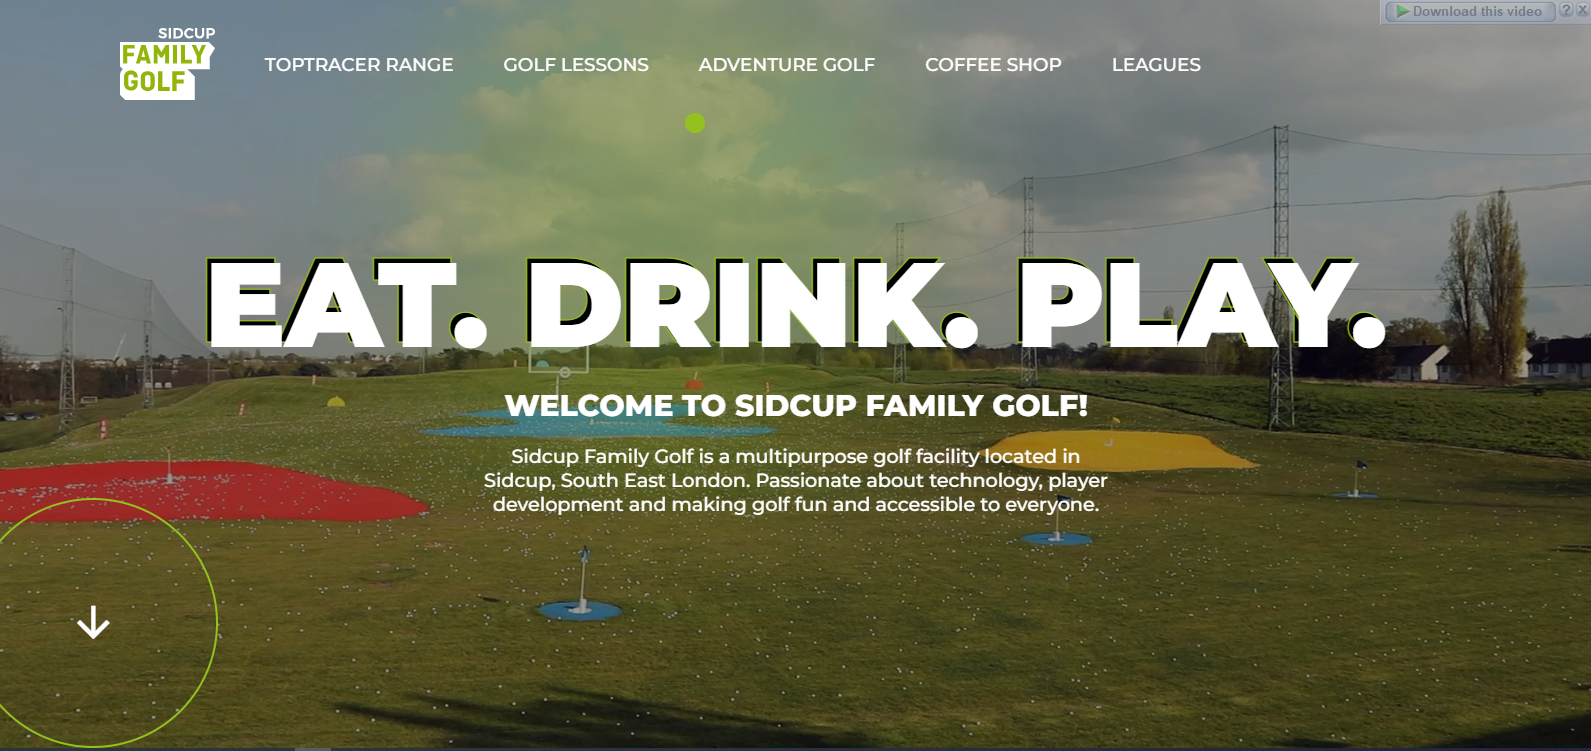 Download this video ? X
SIDCUP
FAMILY
GOLF
TOPTRACER RANGE GOLF LESSONS ADVENTURE GOLF COFFEE SHOP LEAGUES
EAT. DRINK. PLAY.
WELCOME TO SIDCUP FAMILY GOLF!
Sidcup Family Golf is a multipurpose golf facility located in
Sidcup, South East London. Passionate about technology, player
development and making golf fun and accessible to everyone.